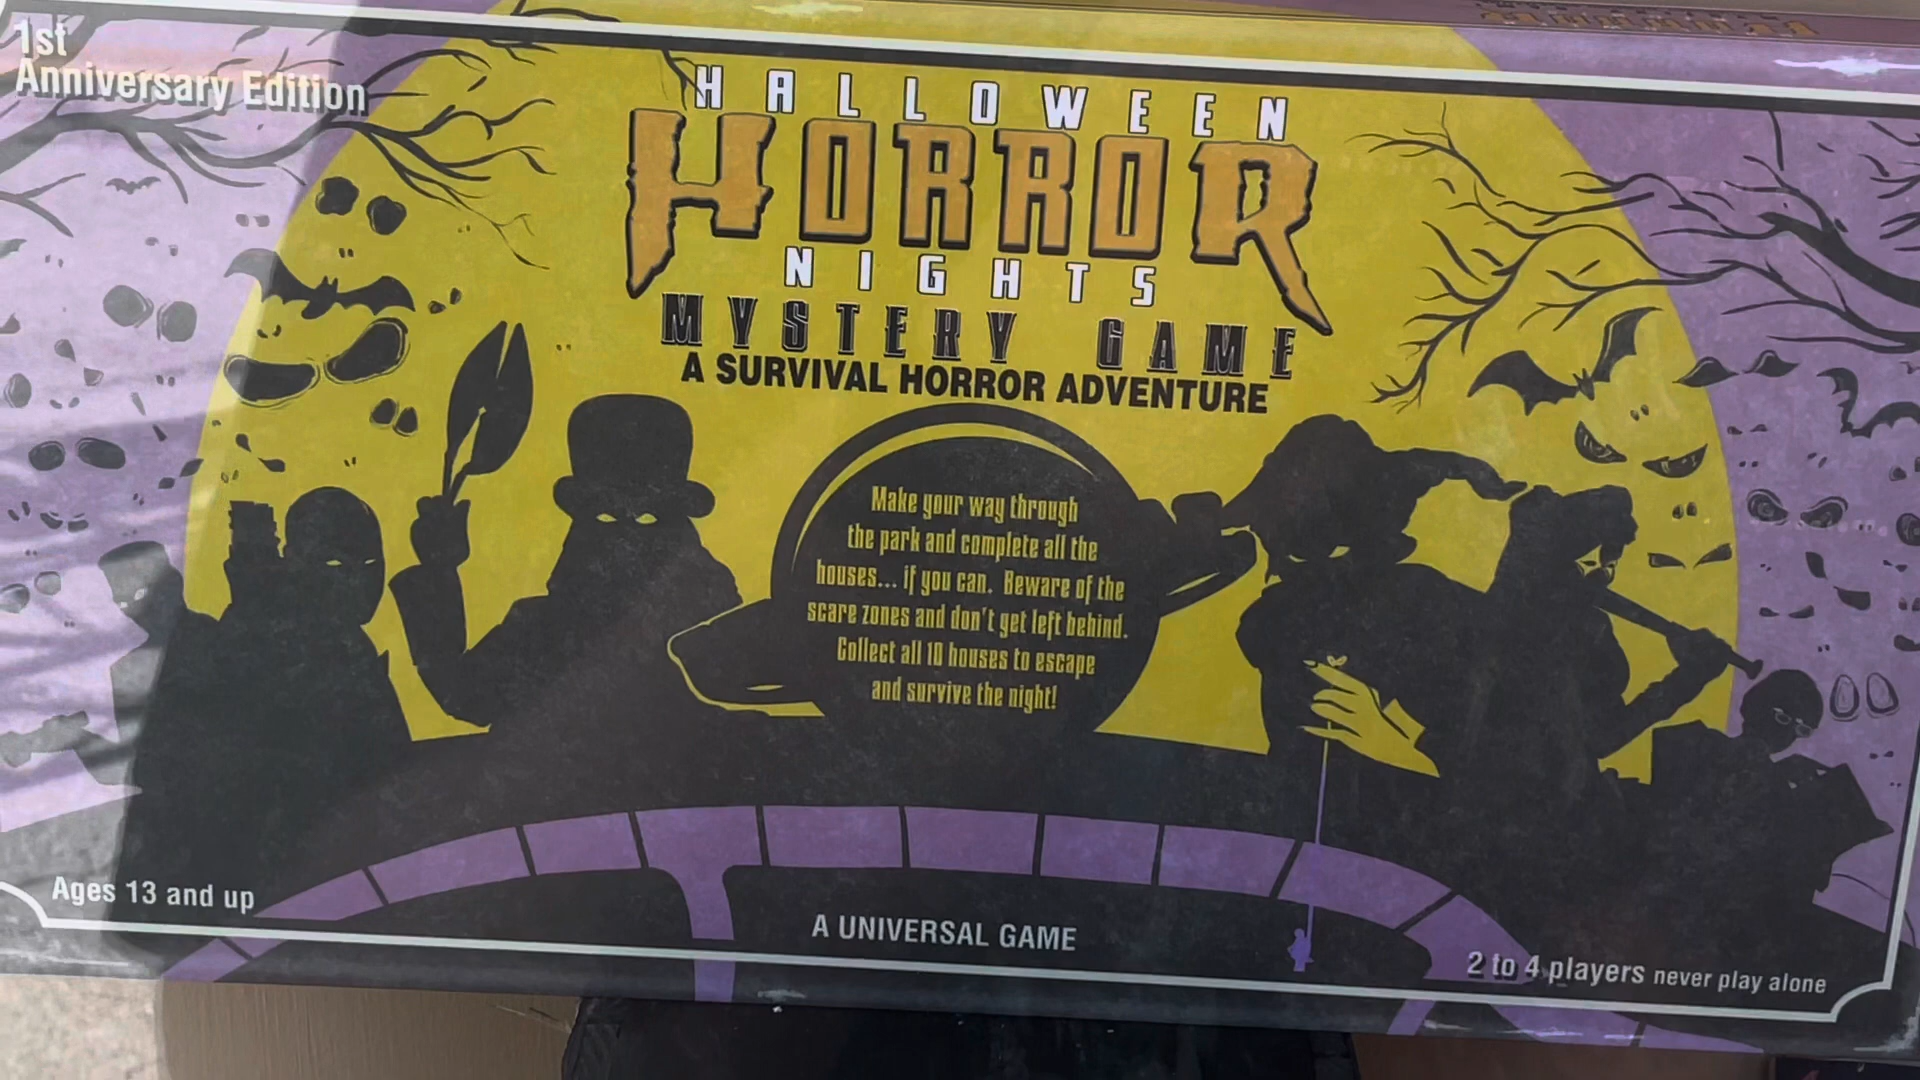 1st
Anniversary Edition
HALLOWEEN
HORROR
NIGHTS
MYSTERY GAME
A SURVIVAL HORROR ADVENTURE
Make your way through
the park and complete all the
houses... if you can. Beware of the
scare zones and don't get left behind.
Collect all 10 houses to escape
and survive the night!
Ages 13 and up
A UNIVERSAL GAME
2 to 4 players never play alone